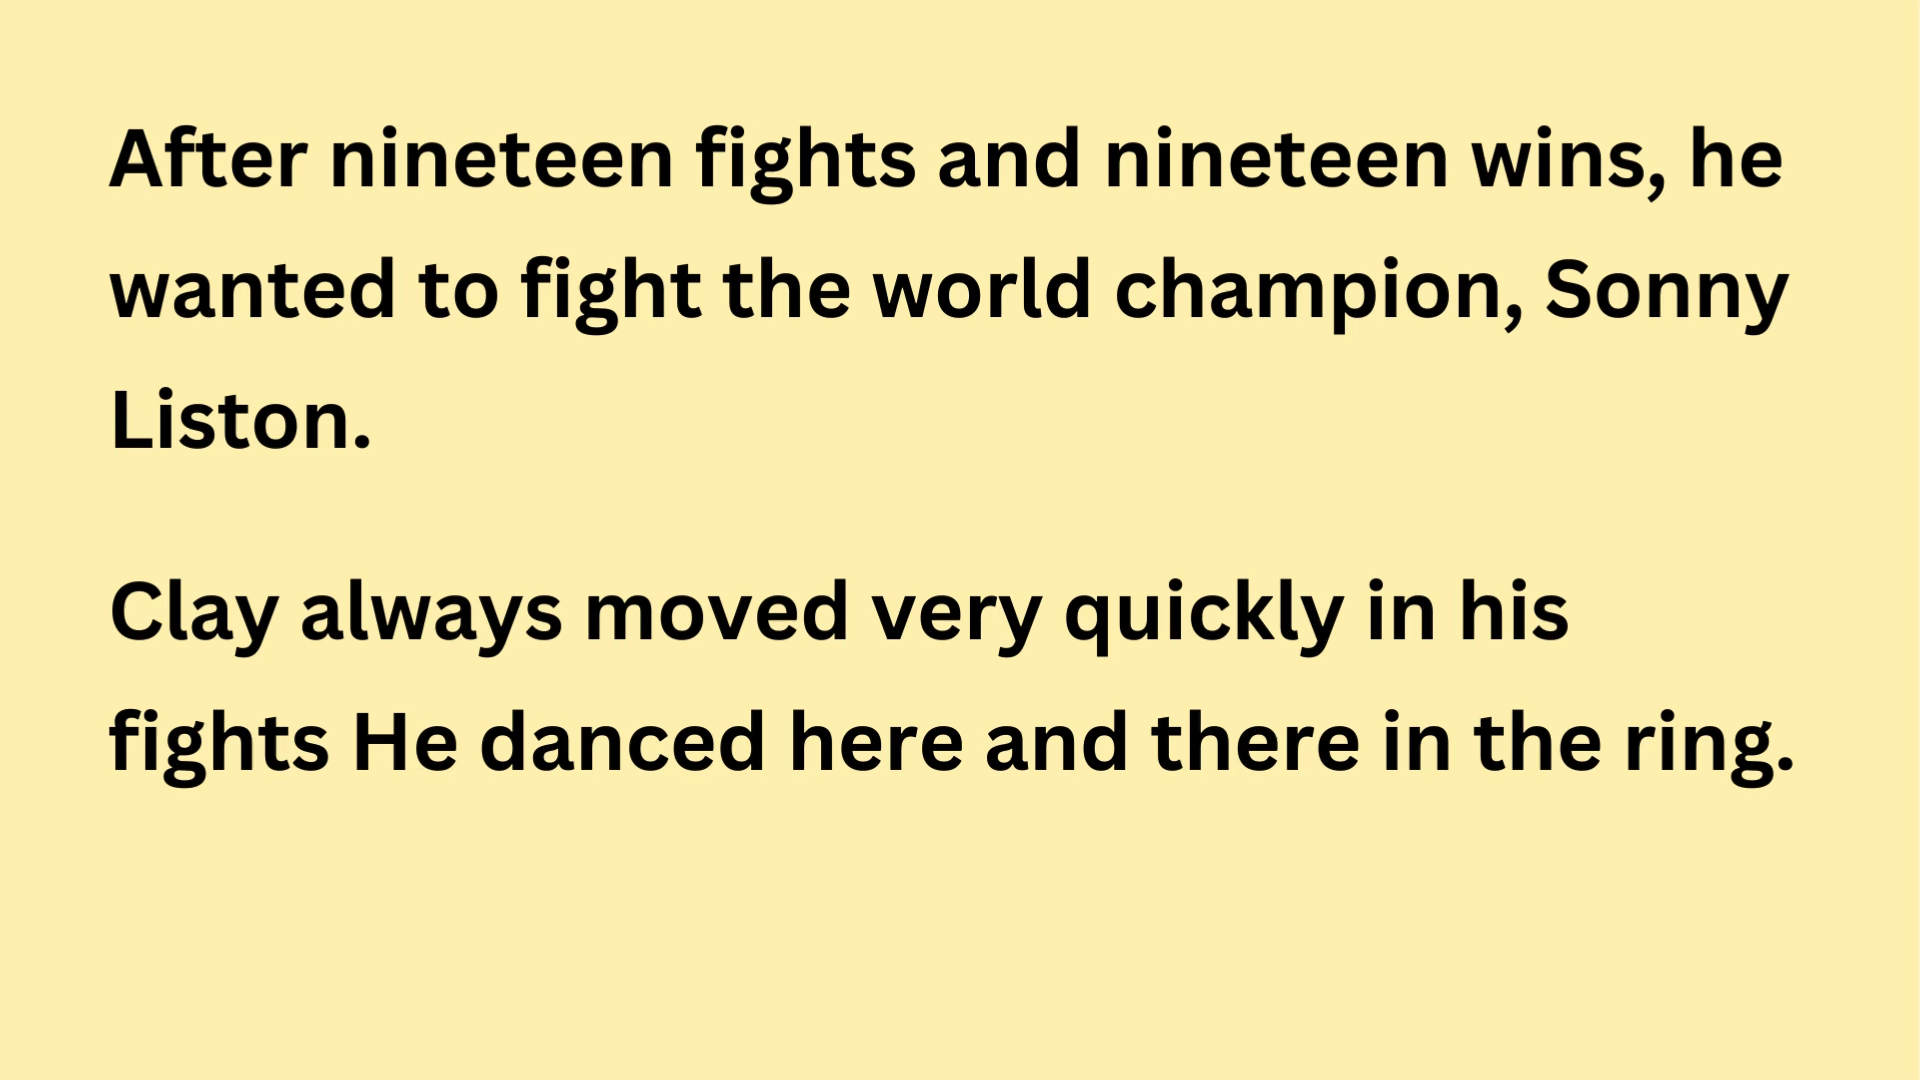 After nineteen fights and nineteen wins, he
wanted to fight the world champion, Sonny
Liston.
Clay always moved very quickly in his
fights He danced here and there in the ring.